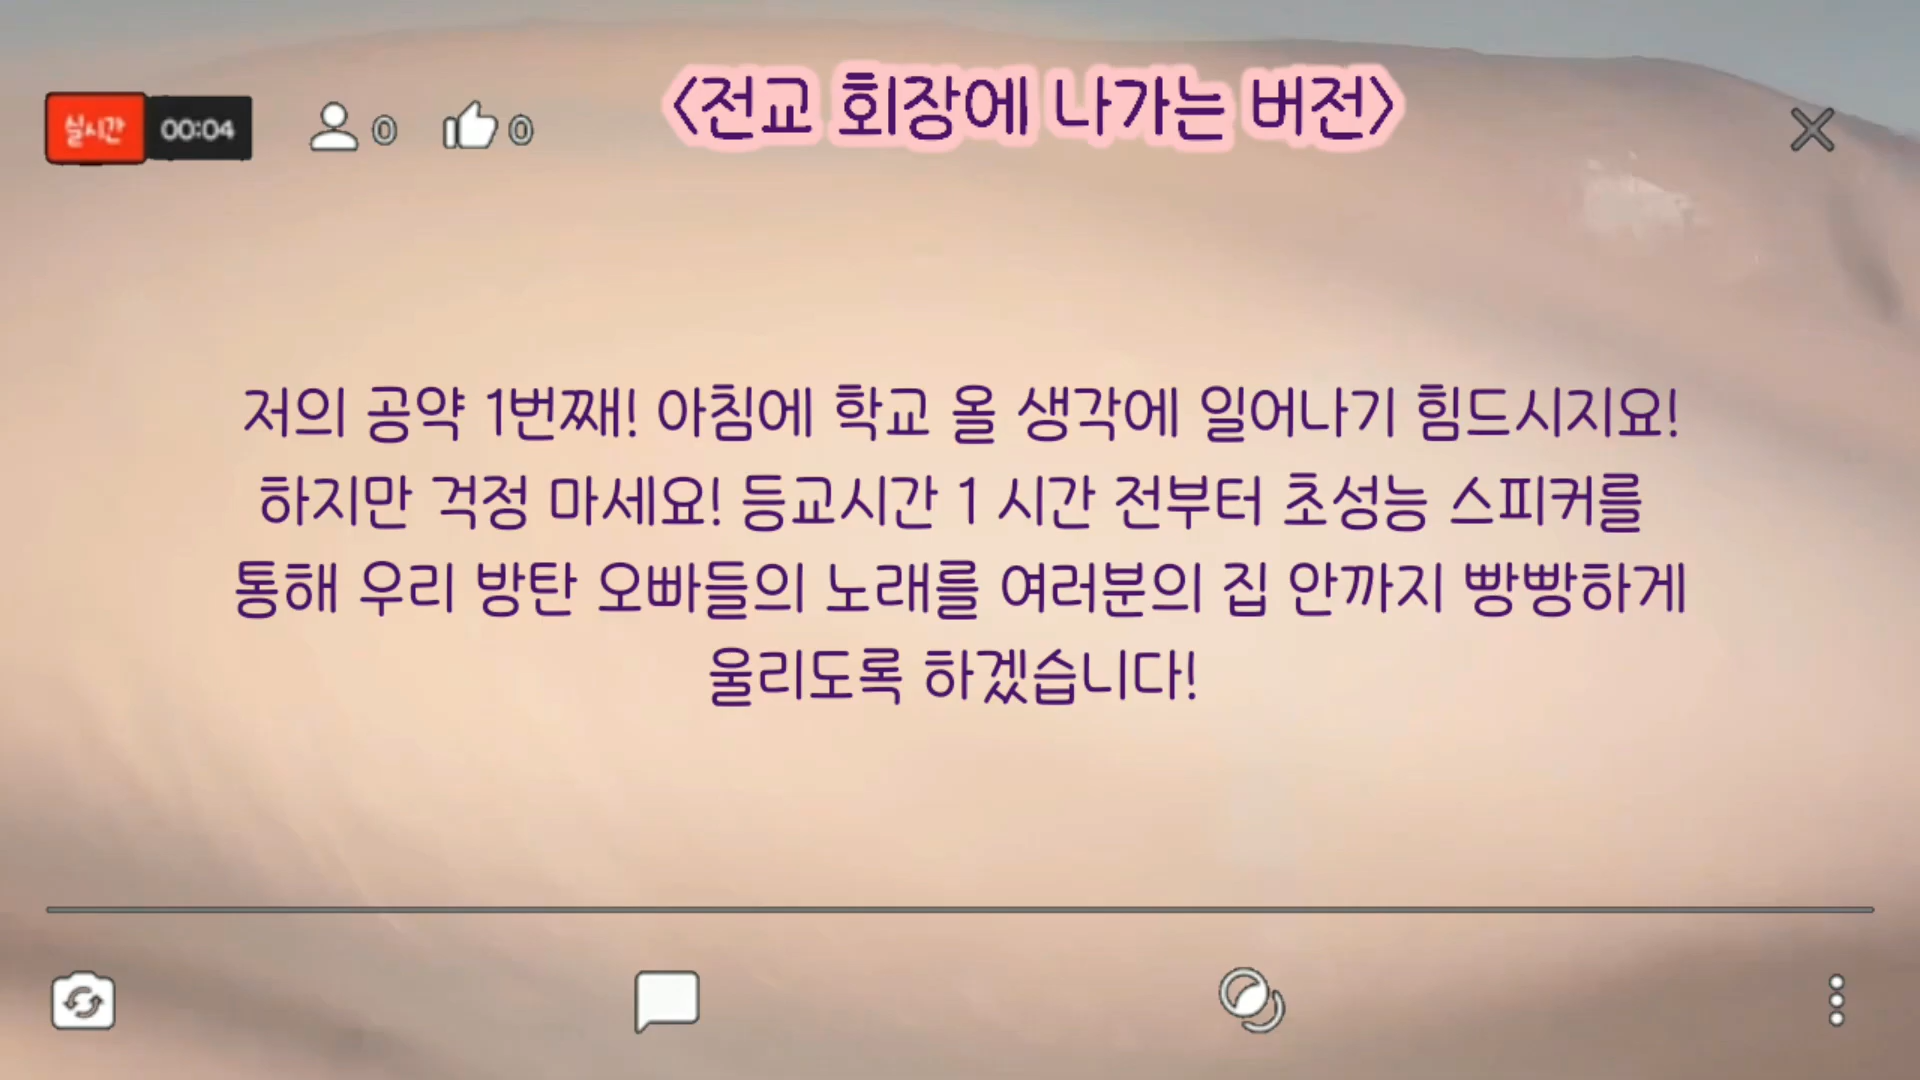 <전교 회장에 나가는 버전>
실시간 00:04 0 0
저의 공약 1번째! 아침에 학교 올 생각에 일어나기 힘드시지요!
하지만 걱정 마세요! 등교시간 1 시간 전부터 초성능 스피커를
통해 우리 방탄 오빠들의 노래를 여러분의 집 안까지 빵빵하게
울리도록 하겠습니다!